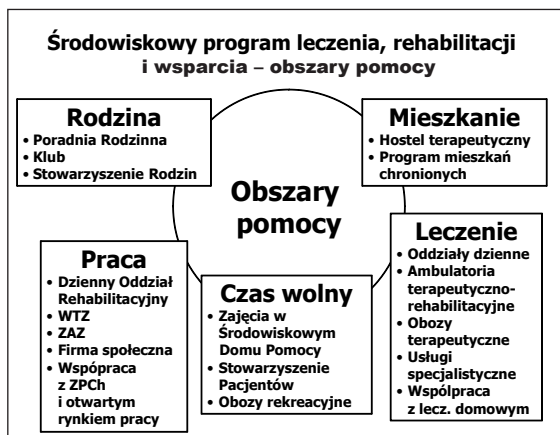 Środowiskowy program leczenia, rehabilitacji
i wsparcia – obszary pomocy
Rodzina
• Poradnia Rodzinna
• Klub
• Stowarzyszenie Rodzin
Mieszkanie
• Hostel terapeutyczny
• Program mieszkań
chronionych
Obszary
pomocy
Praca
• Dzienny Oddział
Rehabilitacyjny
• WTZ
• ZAZ
• Firma społeczna
• Wspópraca
z ZPCh
i otwartym
rynkiem pracy
Czas wolny
• Zajęcia w
Środowiskowym
Domu Pomocy
• Stowarzyszenie
Pacjentów
• Obozy rekreacyjne
Leczenie
• Oddziały dzienne
• Ambulatoria
terapeutyczno-
rehabilitacyjne
• Obozy
terapeutyczne
• Usługi
specjalistyczne
• Wspólpraca
z lecz. domowym